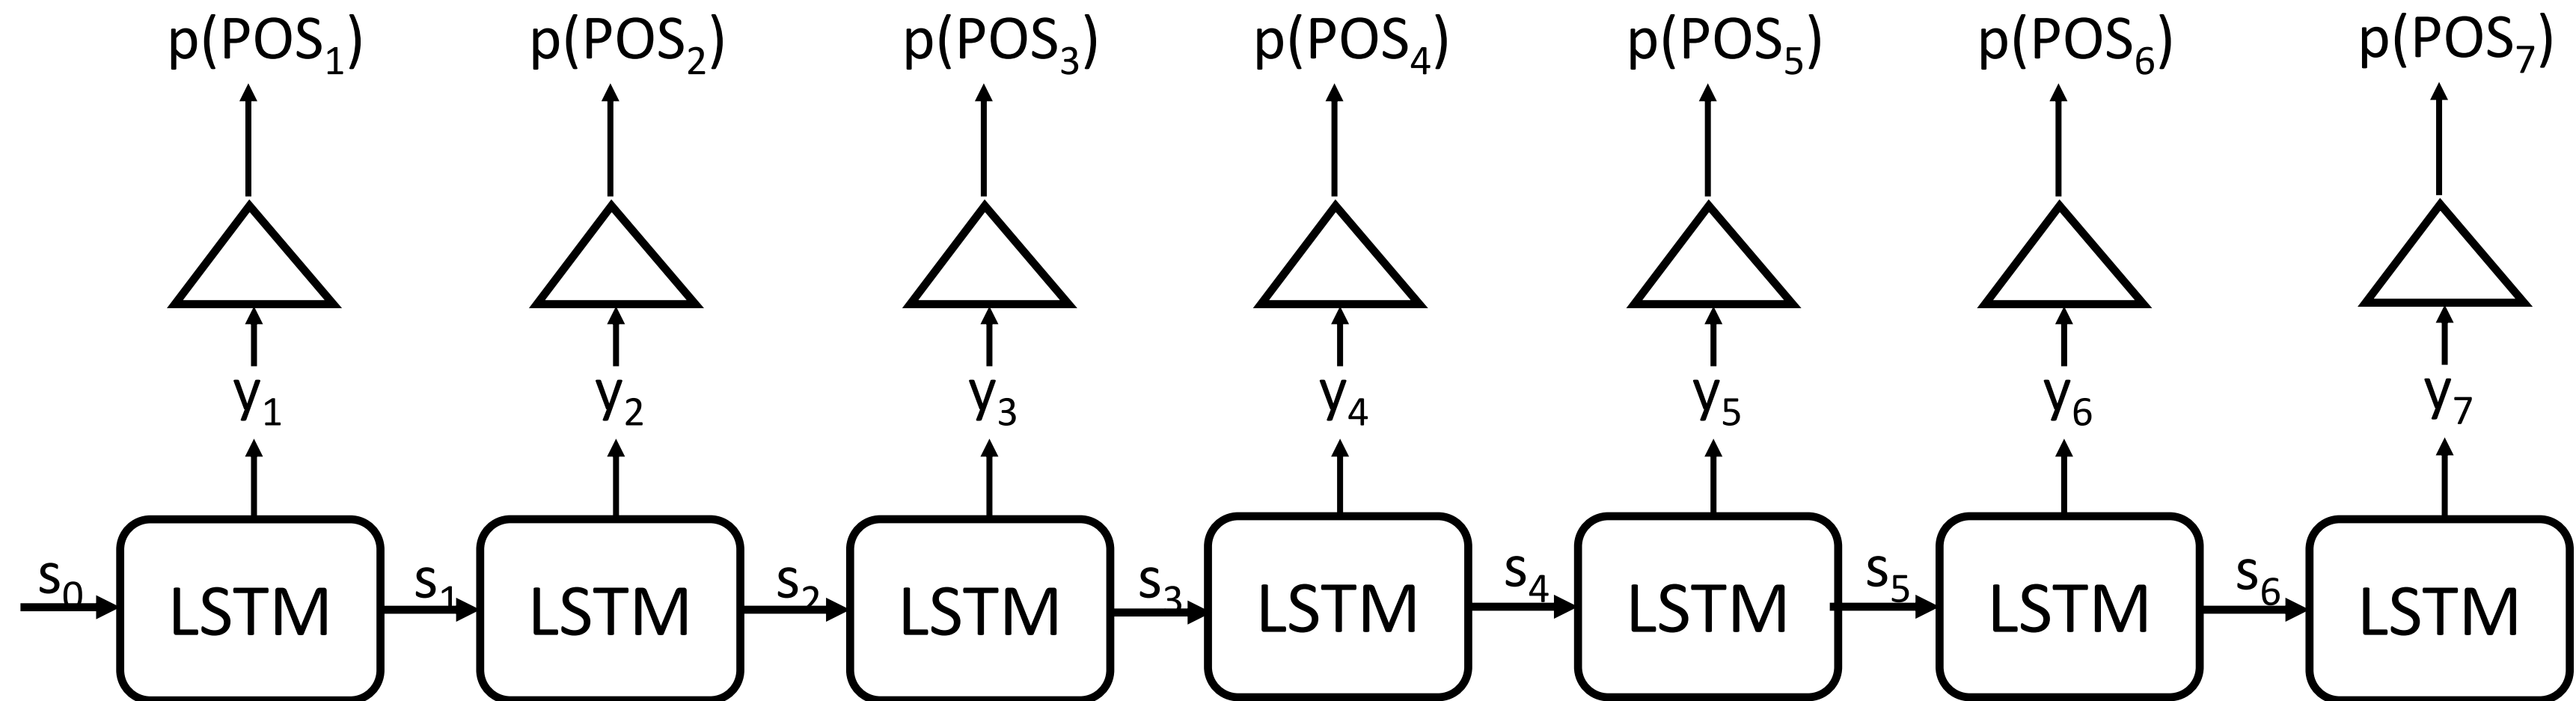 p(POS₁) p(POS₂) p(POS₃) p(POS₄) p(POS₅) p(POS₆) p(POS₇)
y₁ y₂ y₃ y₄ y₅ y₆ y₇
s₀ LSTM s₁ LSTM s₂ LSTM s₃ LSTM s₄ LSTM s₅ LSTM s₆ LSTM